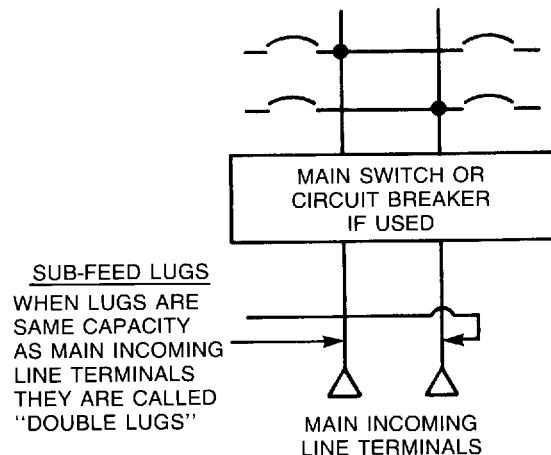 MAIN SWITCH OR
CIRCUIT BREAKER
IF USED
SUB-FEED LUGS
WHEN LUGS ARE
SAME CAPACITY
AS MAIN INCOMING
LINE TERMINALS
THEY ARE CALLED
"DOUBLE LUGS"
MAIN INCOMING
LINE TERMINALS